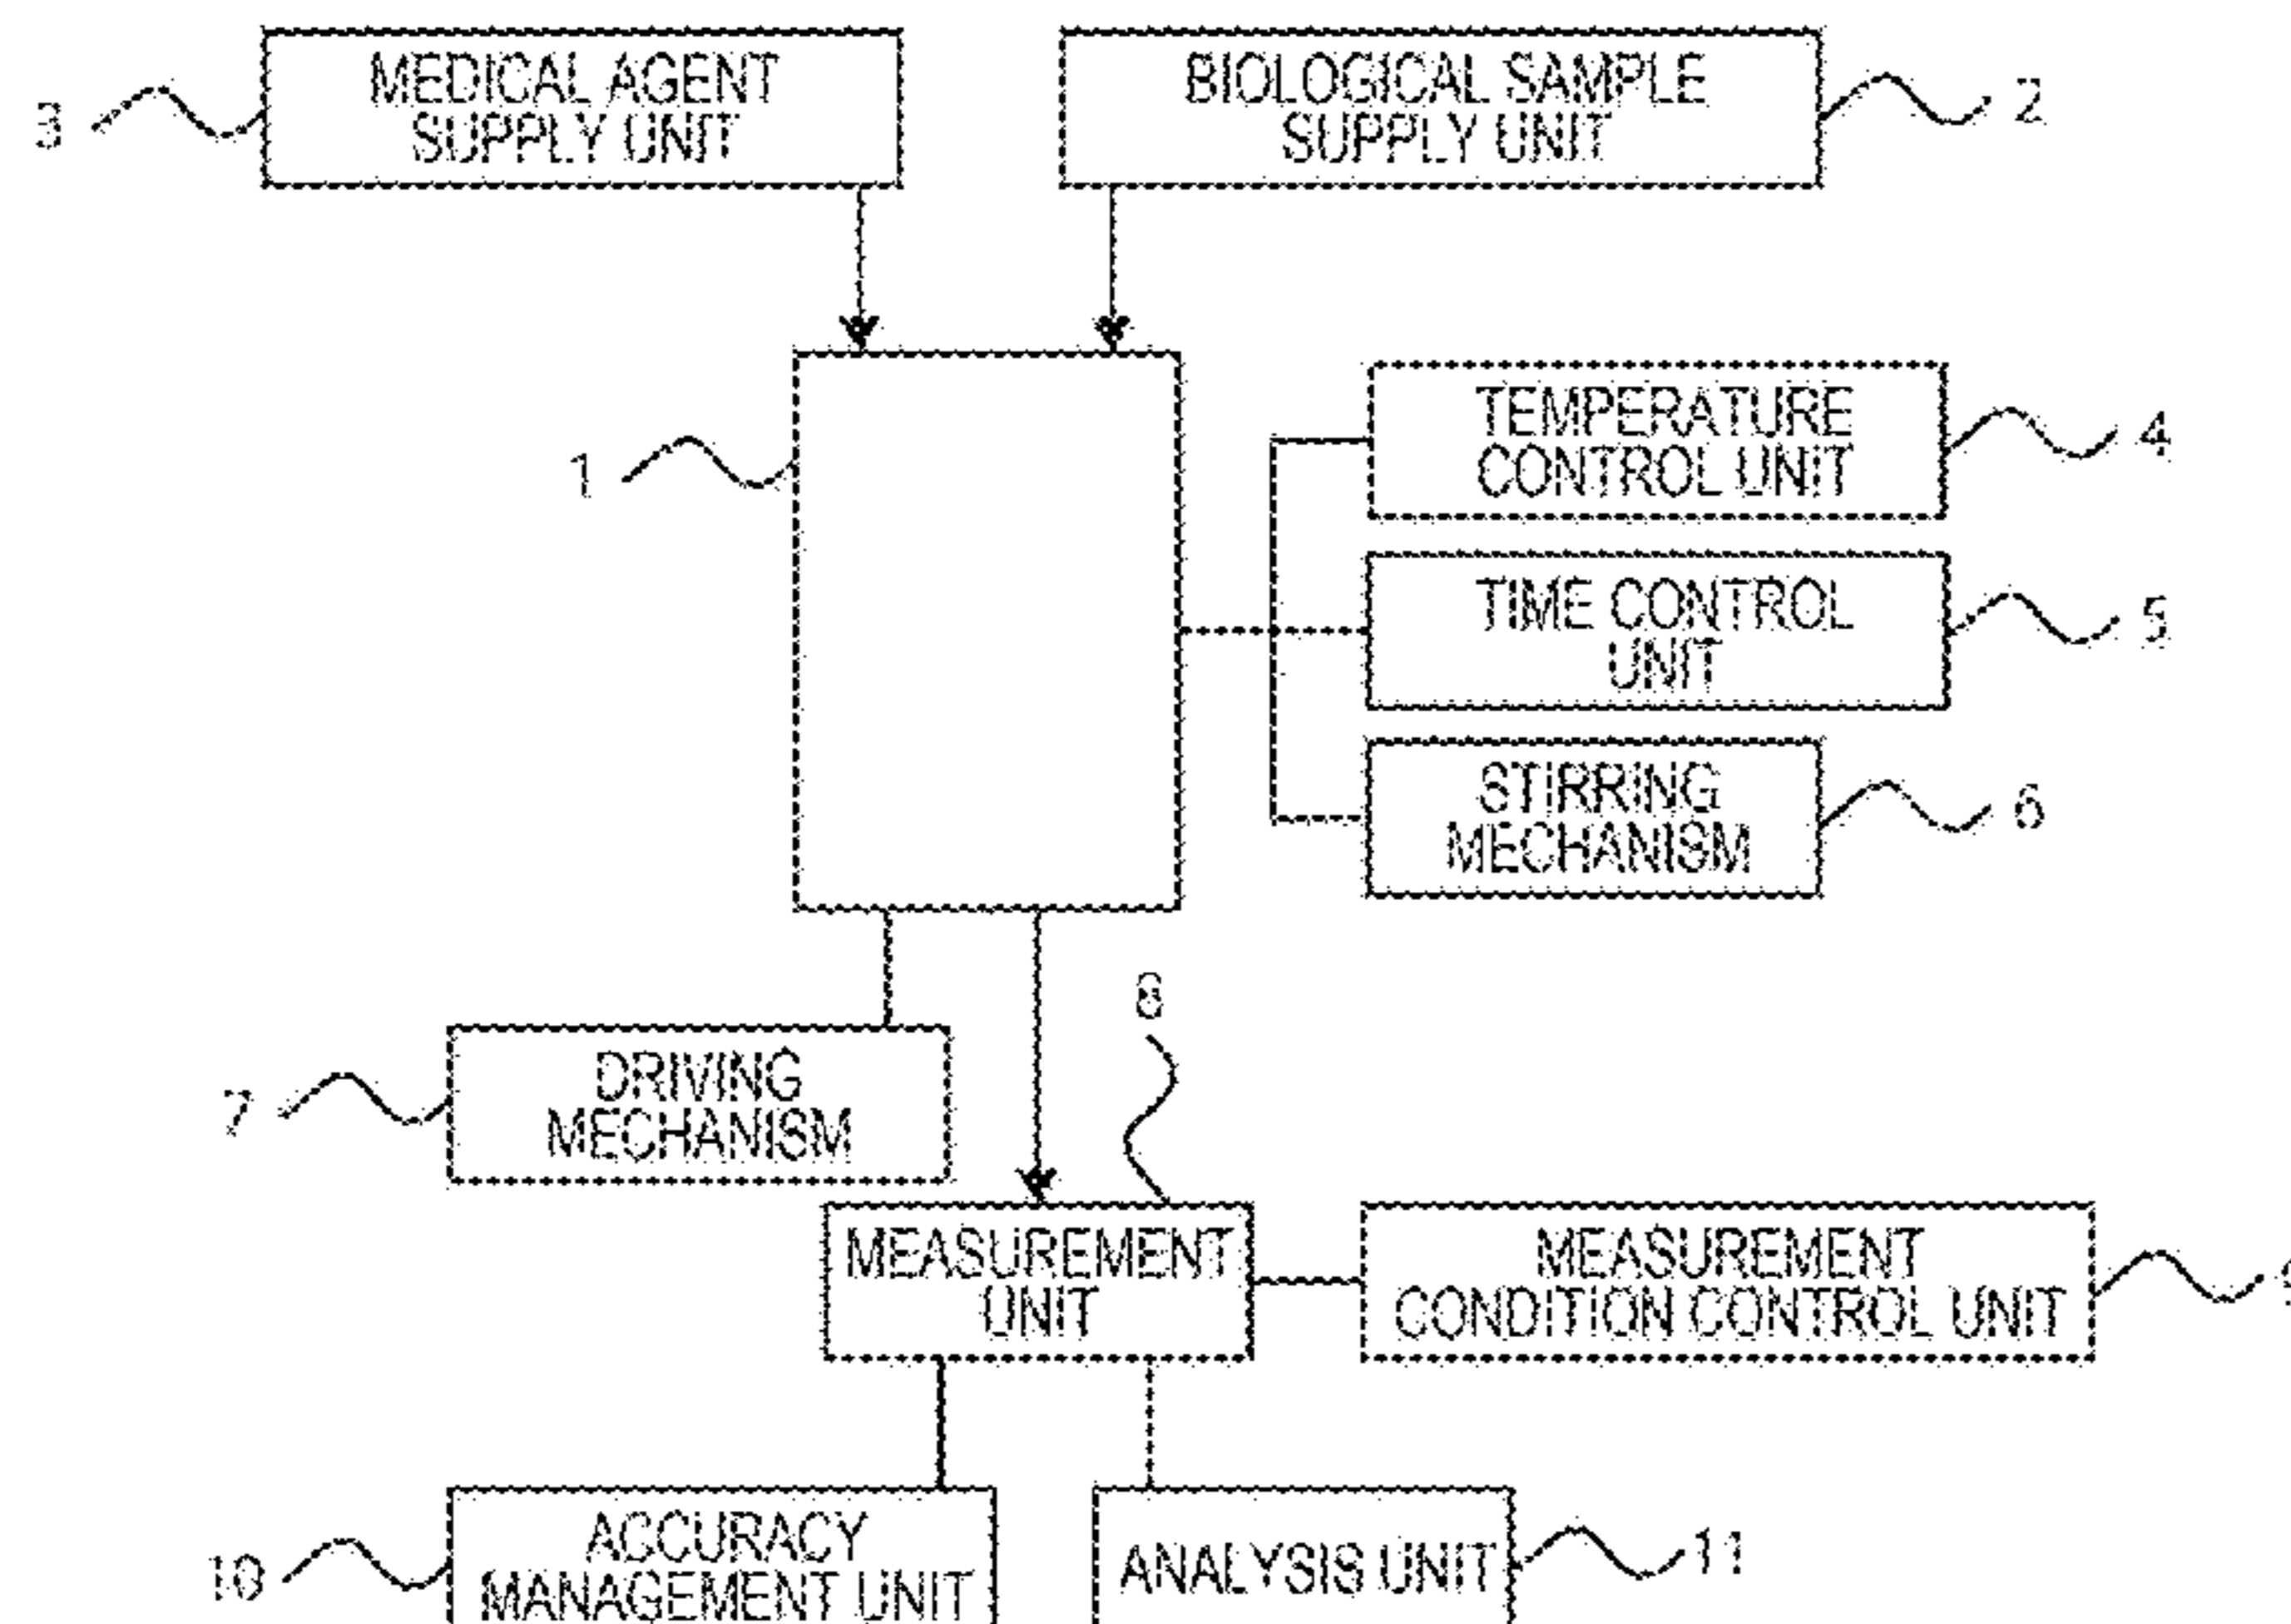 3
MEDICAL AGENT
SUPPLY UNIT
BIOLOGICAL SAMPLE
SUPPLY UNIT
2
1
TEMPERATURE
CONTROL UNIT
4
TIME CONTROL
UNIT
5
STIRRING
MECHANISM
6
7
DRIVING
MECHANISM
8
MEASUREMENT
UNIT
MEASUREMENT
CONDITION CONTROL UNIT
10
ACCURACY
MANAGEMENT UNIT
ANALYSIS UNIT
11